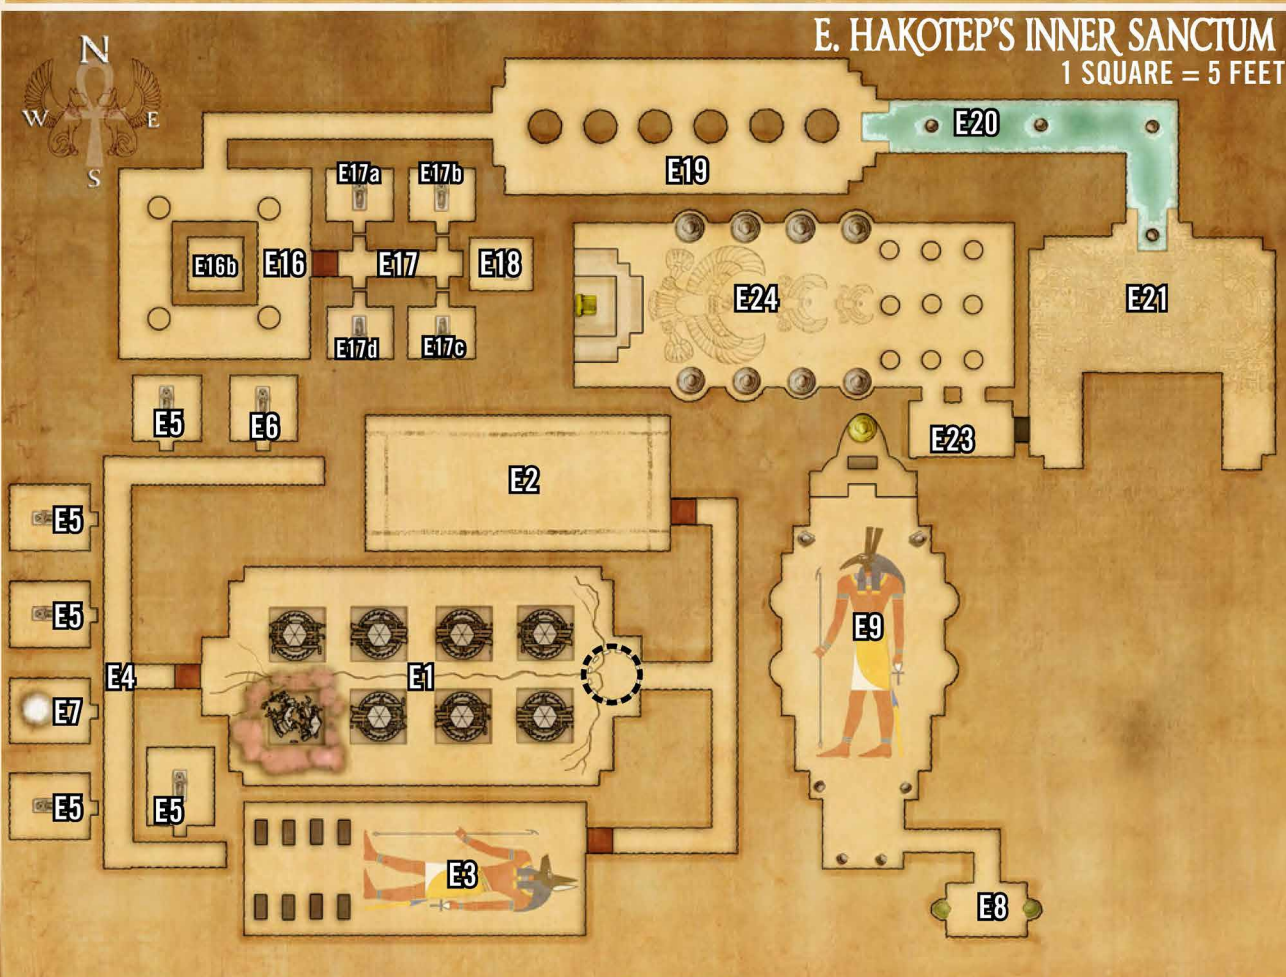 E. HAKOTEP'S INNER SANCTUM
1 SQUARE = 5 FEET
N
W E
S
E20
E19
E17a E17b
E16b E16 E17 E18
E24 E21
E17d E17c
E5 E6
E23
E2
E5
E5
E9
E4 E1
E7
E5 E5
E3
E8